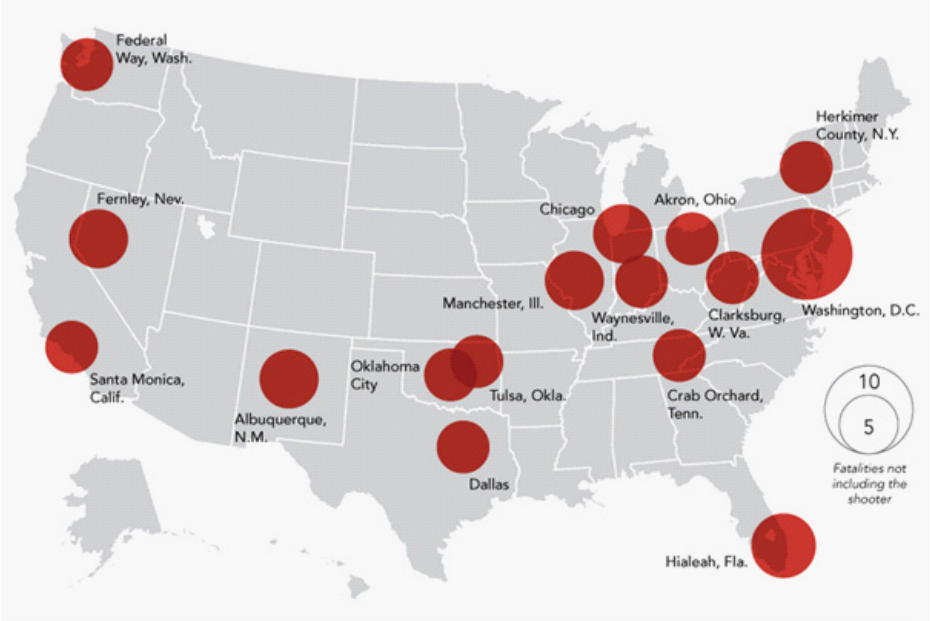 Federal
Way, Wash.
Herkimer
County, N.Y.
Fernley, Nev.
Akron, Ohio
Chicago
Manchester, Ill.
Waynesville,
Ind.
Clarksburg,
W. Va.
Washington, D.C.
Santa Monica,
Calif.
Oklahoma
City
Tulsa, Okla.
Albuquerque,
N.M.
Crab Orchard,
Tenn.
Dallas
Hialeah, Fla.
10
5
Fatalities not
including the
shooter